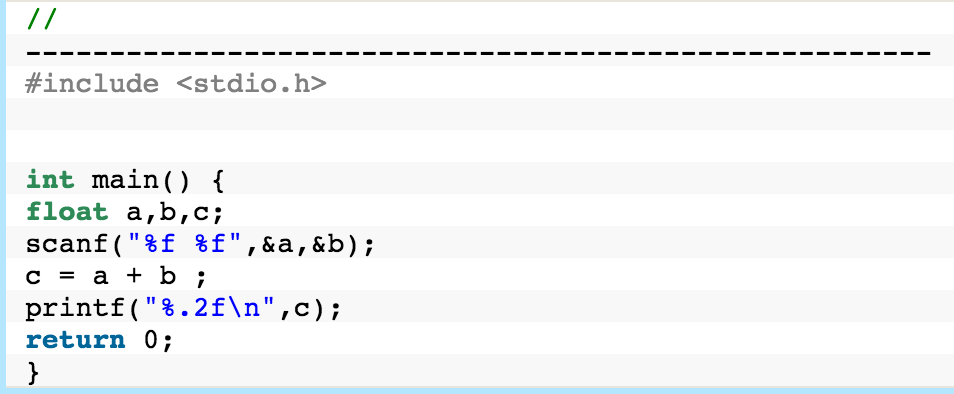 //
------------------------------------------------------
#include <stdio.h>
int main() {
float a,b,c;
scanf("%f %f",&a,&b);
c = a + b ;
printf("%.2f\n",c);
return 0;
}